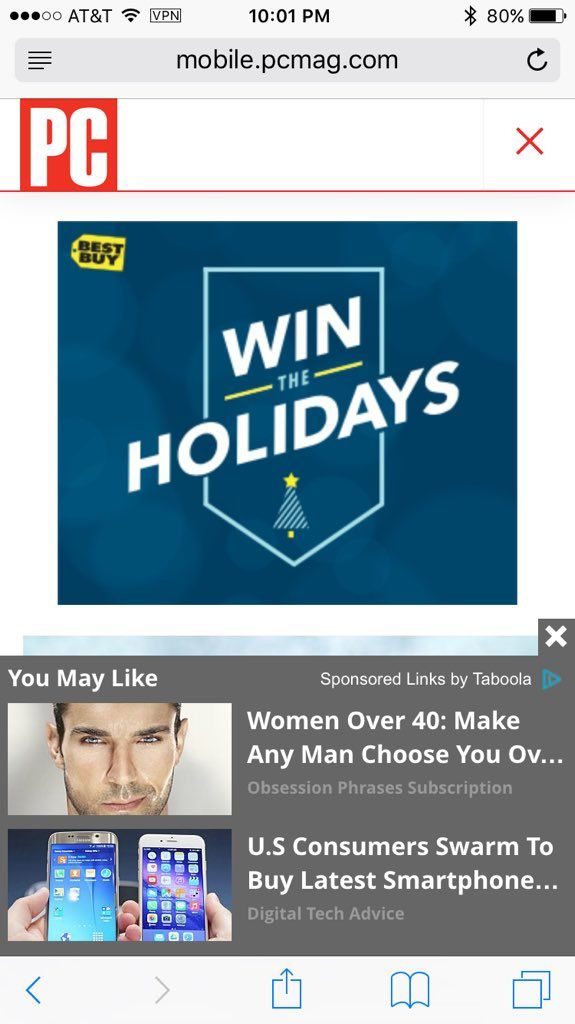 AT&T VPN 10:01 PM 80%
mobile.pcmag.com
PC
BEST
BUY
WIN
THE
HOLIDAYS
You May Like Sponsored Links by Taboola
Women Over 40: Make
Any Man Choose You Ov...
Obsession Phrases Subscription
U.S Consumers Swarm To
Buy Latest Smartphone...
Digital Tech Advice